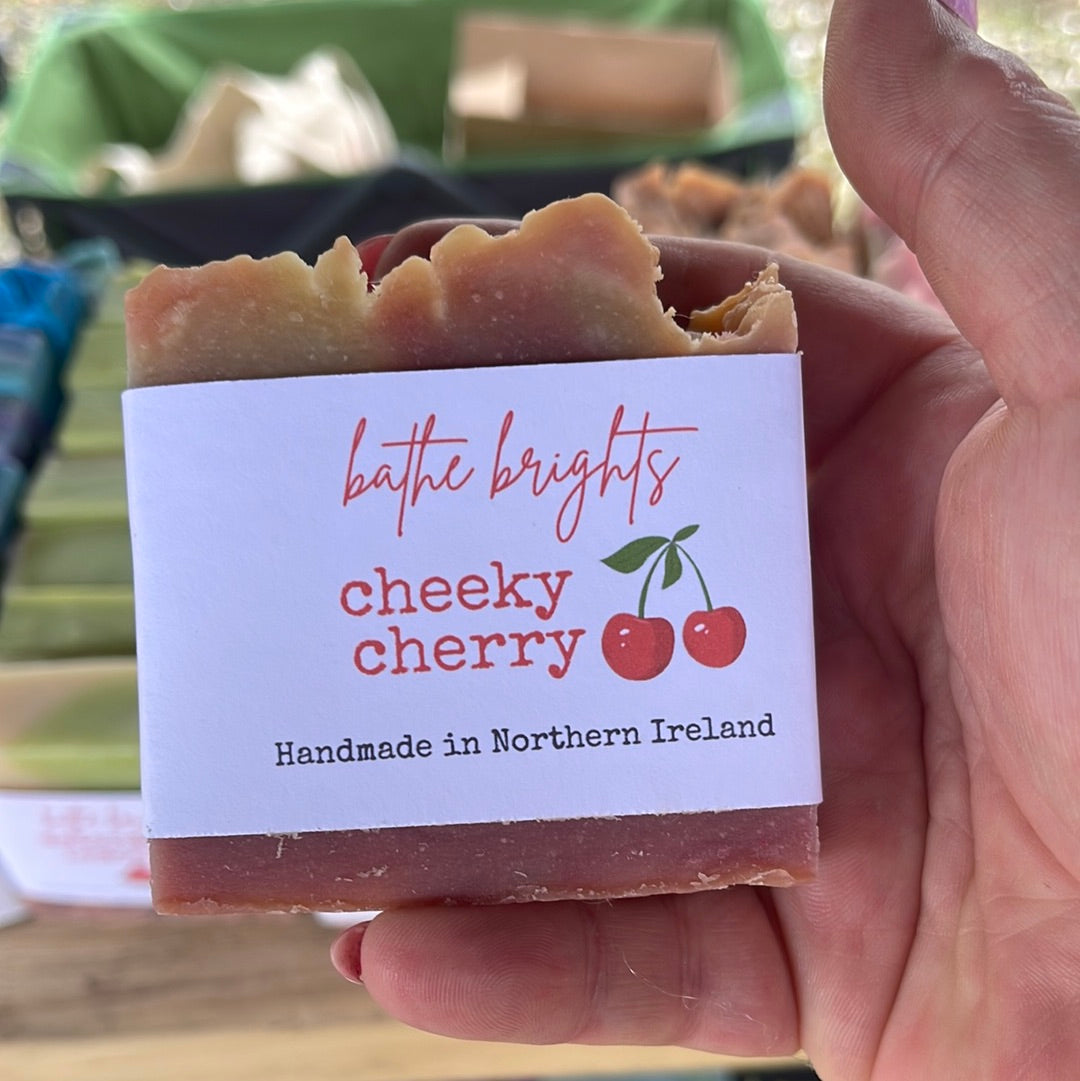 bathe brights
cheeky
cherry
Handmade in Northern Ireland